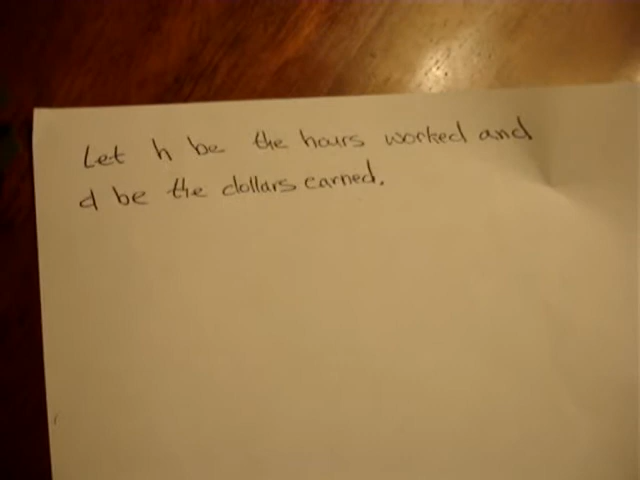 Let h be the hours worked and
d be the dollars earned.